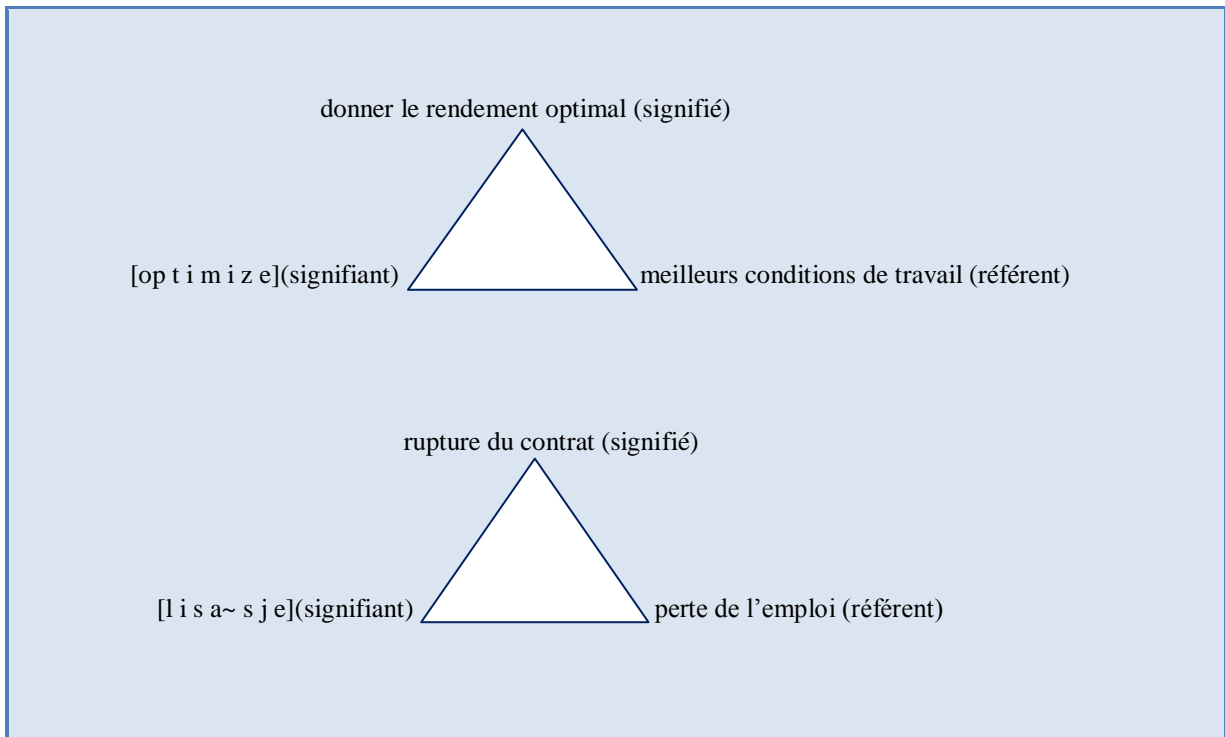 donner le rendement optimal (signifié)
[op t i m i z e](signifiant) meilleurs conditions de travail (référent)
rupture du contrat (signifié)
[l i s a~ s j e](signifiant) perte de l’emploi (référent)